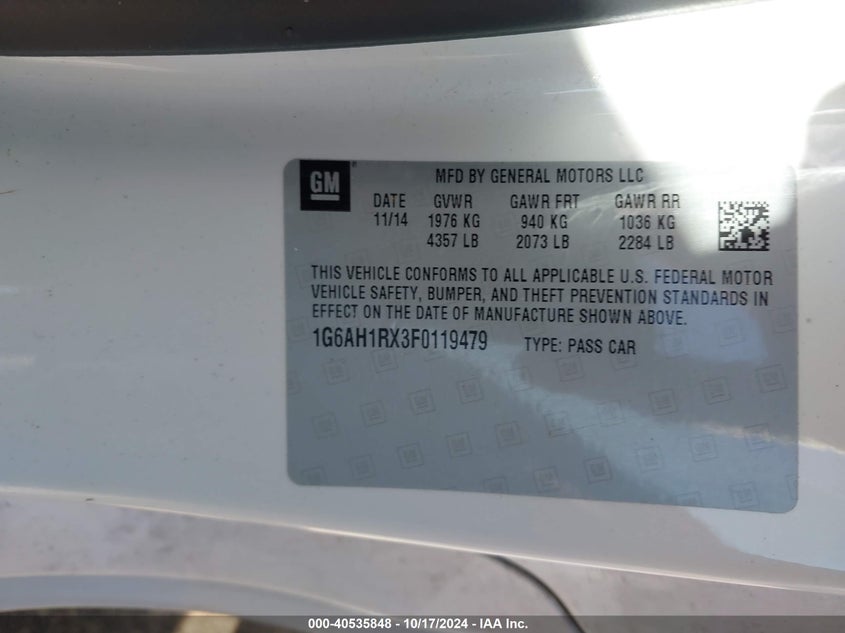 GM
MFD BY GENERAL MOTORS LLC
DATE GVWR GAWR FRT GAWR RR
11/14 1976 KG 940 KG 1036 KG
4357 LB 2073 LB 2284 LB
THIS VEHICLE CONFORMS TO ALL APPLICABLE U.S. FEDERAL MOTOR
VEHICLE SAFETY, BUMPER, AND THEFT PREVENTION STANDARDS IN
EFFECT ON THE DATE OF MANUFACTURE SHOWN ABOVE.
1G6AH1RX3F0119479 TYPE: PASS CAR
000-40535848 - 10/17/2024 - IAA Inc.